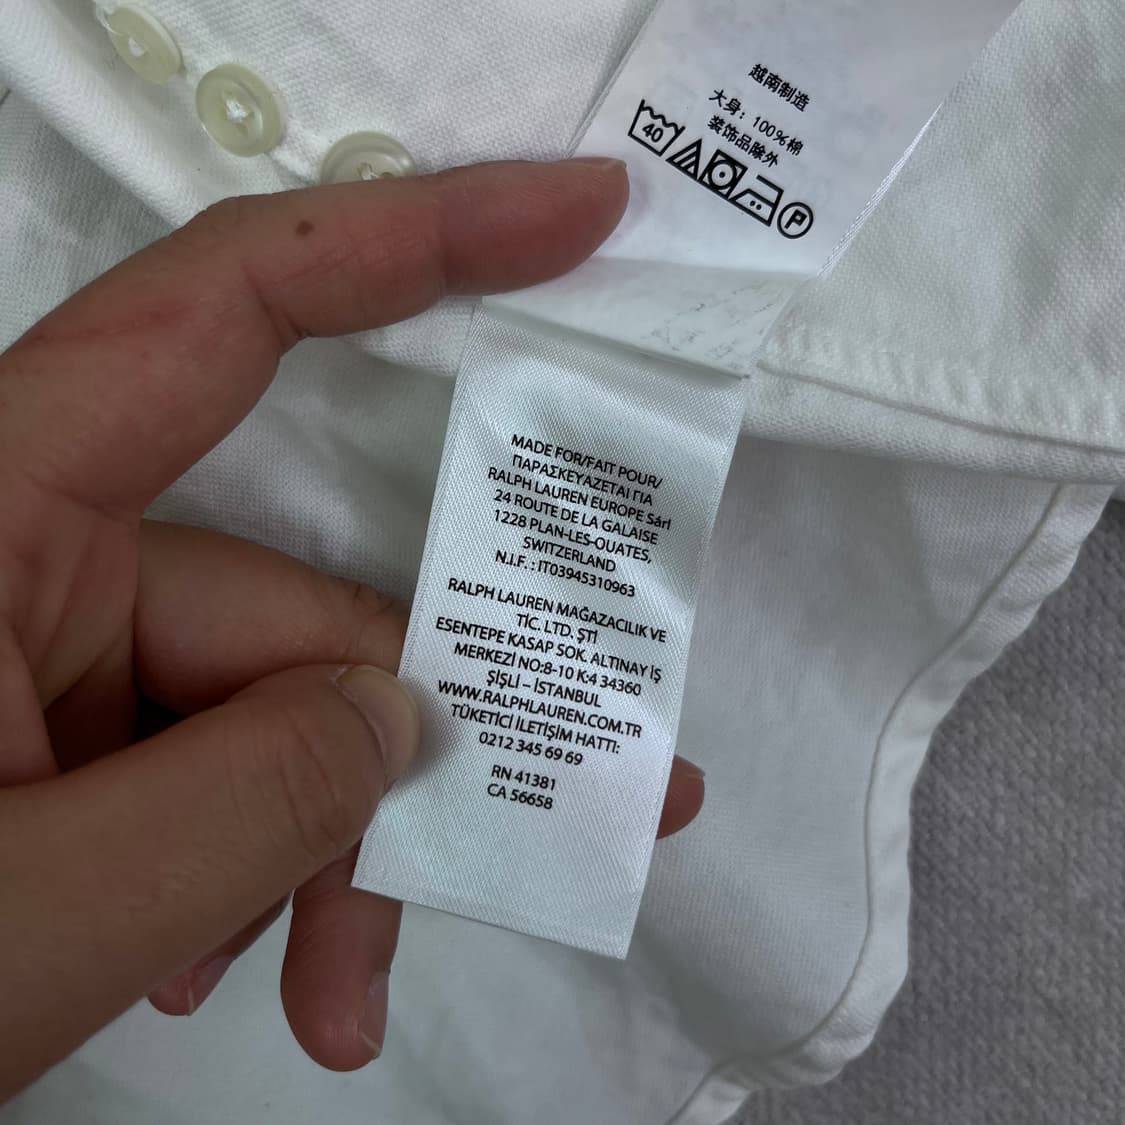 越南制造
大身：100%棉
装饰品除外
40
P
MADE FOR/FAIT POUR/
ΠΑΡΑΣΚΕΥΑΖΕΤΑΙ ΓΙΑ
RALPH LAUREN EUROPE Sárl
24 ROUTE DE LA GALAISE
1228 PLAN-LES-OUATES,
SWITZERLAND
N.I.F. : IT03945310963
RALPH LAUREN MAĞAZACILIK VE
TİC. LTD. ŞTİ
ESENTEPE KASAP SOK. ALTINAY İŞ
MERKEZİ NO:8-10 K:4 34360
ŞİŞLİ – İSTANBUL
WWW.RALPHLAUREN.COM.TR
TÜKETİCİ İLETİŞİM HATTI:
0212 345 69 69
RN 41381
CA 56658